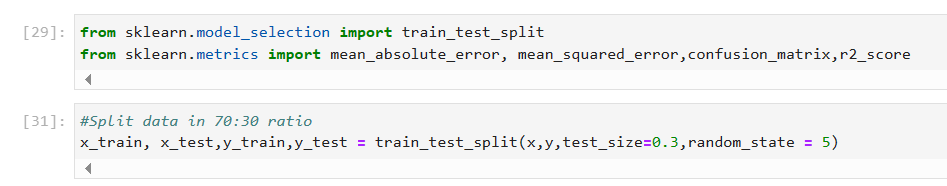 [29]: from sklearn.model_selection import train_test_split
from sklearn.metrics import mean_absolute_error, mean_squared_error,confusion_matrix,r2_score
[31]: #Split data in 70:30 ratio
x_train, x_test,y_train,y_test = train_test_split(x,y,test_size=0.3,random_state = 5)